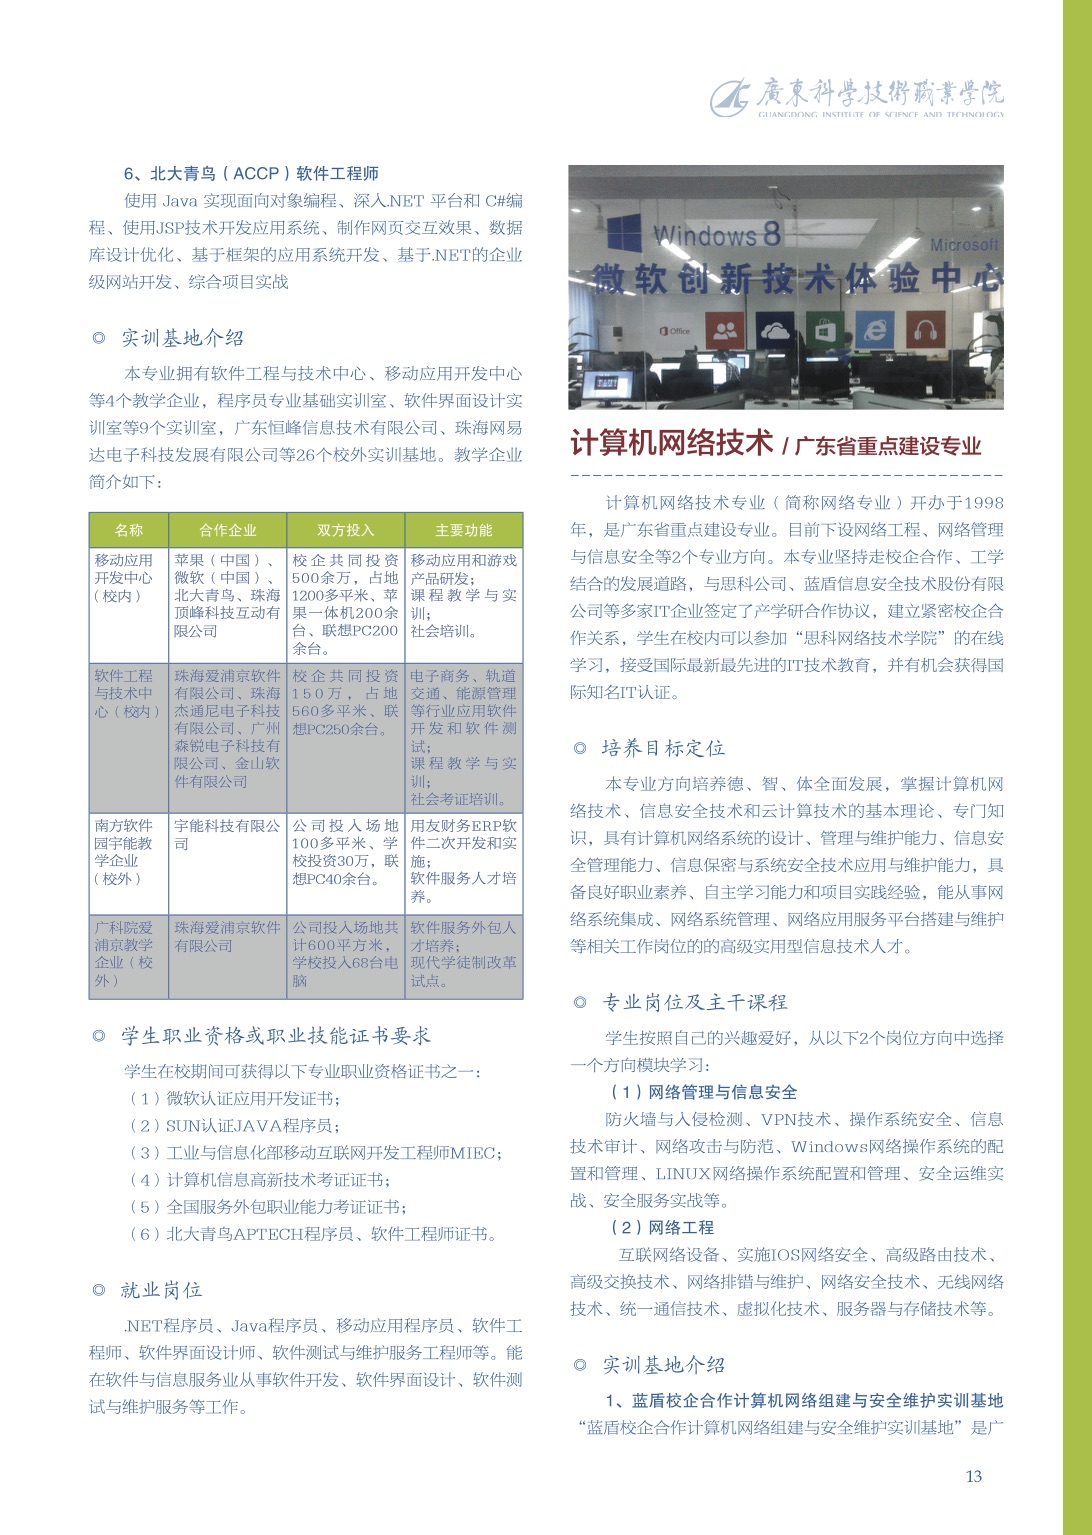 廣東科學技術職業學院
GUANGDONG INSTITUTE OF SCIENCE AND TECHNOLOGY
6、北大青鸟（ACCP）软件工程师
使用 Java 实现面向对象编程、深入.NET 平台和 C#编
程、使用JSP技术开发应用系统、制作网页交互效果、数据
库设计优化、基于框架的应用系统开发、基于.NET的企业
级网站开发、综合项目实战
◎ 实训基地介绍
本专业拥有软件工程与技术中心、移动应用开发中心
等4个教学企业，程序员专业基础实训室、软件界面设计实
训室等9个实训室，广东恒峰信息技术有限公司、珠海网易
达电子科技发展有限公司等26个校外实训基地。教学企业
简介如下：
名称 合作企业 双方投入 主要功能
移动应用
开发中心
（校内）
苹果（中国）、
微软（中国）、
北大青鸟、珠海
顶峰科技互动有
限公司
校企共同投资
500余万，占地
1200多平米、苹
果一体机200余
台、联想PC200
余台。
移动应用和游戏
产品研发；
课程教学与实
训；
社会培训。
软件工程
与技术中
心（校内）
珠海爱浦京软件
有限公司、珠海
杰通尼电子科技
有限公司、广州
森锐电子科技有
限公司、金山软
件有限公司
校企共同投资
150万，占地
560多平米、联
想PC250余台。
电子商务、轨道
交通、能源管理
等行业应用软件
开发和软件测
试；
课程教学与实
训；
社会考证培训。
南方软件
园宇能教
学企业
（校外）
宇能科技有限公
司
公司投入场地
100多平米、学
校投资30万，联
想PC40余台。
用友财务ERP软
件二次开发和实
施；
软件服务人才培
养。
广科院爱
浦京教学
企业（校
外）
珠海爱浦京软件
有限公司
公司投入场地共
计600平方米，
学校投入68台电
脑
软件服务外包人
才培养；
现代学徒制改革
试点。
◎ 学生职业资格或职业技能证书要求
学生在校期间可获得以下专业职业资格证书之一：
（1）微软认证应用开发证书；
（2）SUN认证JAVA程序员；
（3）工业与信息化部移动互联网开发工程师MIEC；
（4）计算机信息高新技术考证证书；
（5）全国服务外包职业能力考证证书；
（6）北大青鸟APTECH程序员、软件工程师证书。
◎ 就业岗位
.NET程序员、Java程序员、移动应用程序员、软件工
程师、软件界面设计师、软件测试与维护服务工程师等。能
在软件与信息服务业从事软件开发、软件界面设计、软件测
试与维护服务等工作。
Windows 8
Microsoft
微软创新技术体验中心
Office
计算机网络技术 / 广东省重点建设专业
计算机网络技术专业（简称网络专业）开办于1998
年，是广东省重点建设专业。目前下设网络工程、网络管理
与信息安全等2个专业方向。本专业坚持走校企合作、工学
结合的发展道路，与思科公司、蓝盾信息安全技术股份有限
公司等多家IT企业签定了产学研合作协议，建立紧密校企合
作关系，学生在校内可以参加“思科网络技术学院”的在线
学习，接受国际最新最先进的IT技术教育，并有机会获得国
际知名IT认证。
◎ 培养目标定位
本专业方向培养德、智、体全面发展，掌握计算机网
络技术、信息安全技术和云计算技术的基本理论、专门知
识，具有计算机网络系统的设计、管理与维护能力、信息安
全管理能力、信息保密与系统安全技术应用与维护能力，具
备良好职业素养、自主学习能力和项目实践经验，能从事网
络系统集成、网络系统管理、网络应用服务平台搭建与维护
等相关工作岗位的的高级实用型信息技术人才。
◎ 专业岗位及主干课程
学生按照自己的兴趣爱好，从以下2个岗位方向中选择
一个方向模块学习：
（1）网络管理与信息安全
防火墙与入侵检测、VPN技术、操作系统安全、信息
技术审计、网络攻击与防范、Windows网络操作系统的配
置和管理、LINUX网络操作系统配置和管理、安全运维实
战、安全服务实战等。
（2）网络工程
互联网络设备、实施IOS网络安全、高级路由技术、
高级交换技术、网络排错与维护、网络安全技术、无线网络
技术、统一通信技术、虚拟化技术、服务器与存储技术等。
◎ 实训基地介绍
1、蓝盾校企合作计算机网络组建与安全维护实训基地
“蓝盾校企合作计算机网络组建与安全维护实训基地”是广
13